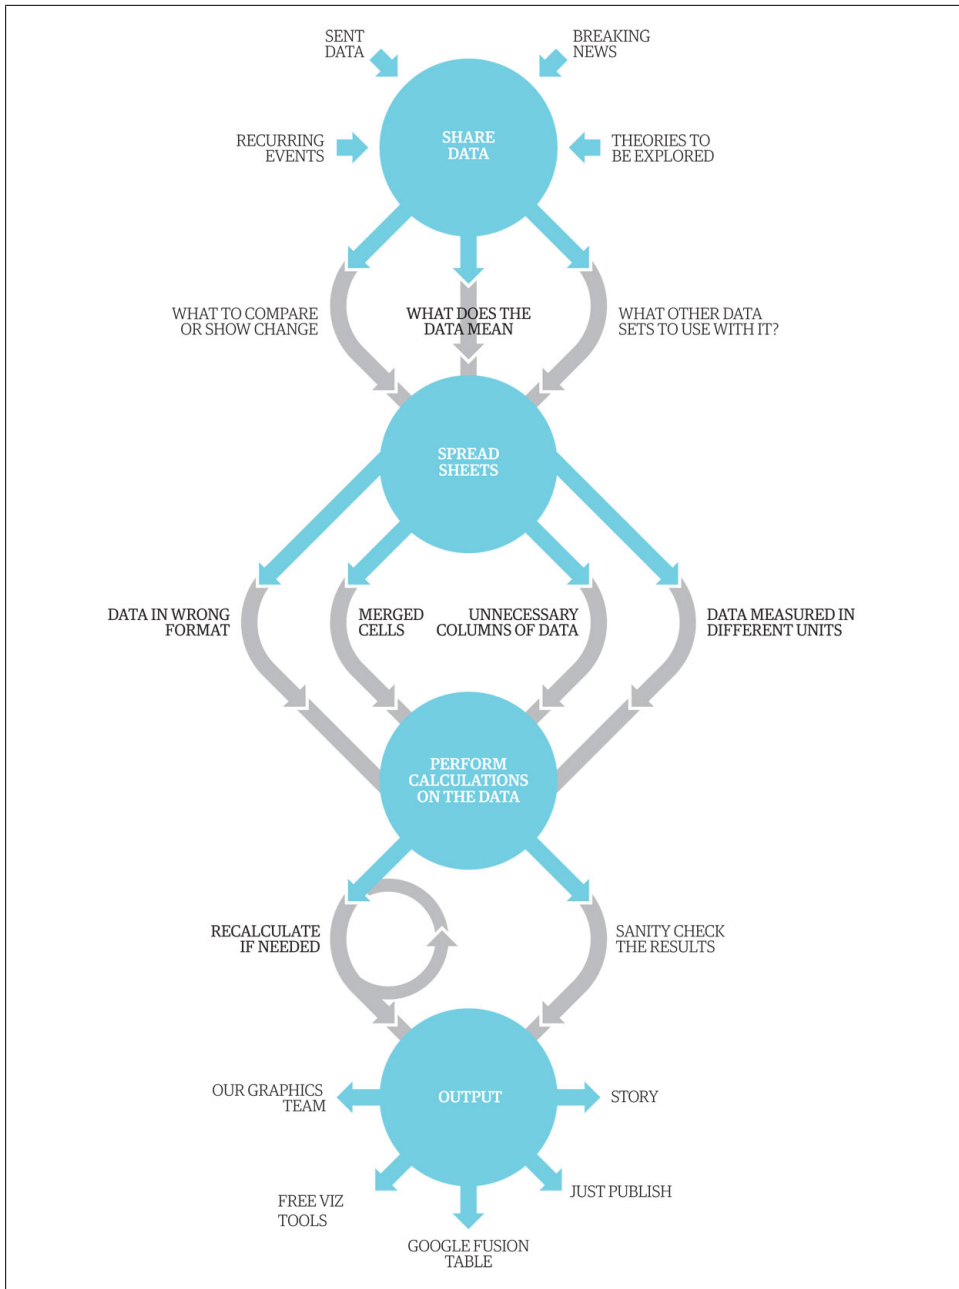 SENT
DATA
BREAKING
NEWS
RECURRING
EVENTS
SHARE
DATA
THEORIES TO
BE EXPLORED
WHAT TO COMPARE
OR SHOW CHANGE
WHAT DOES THE
DATA MEAN
WHAT OTHER DATA
SETS TO USE WITH IT?
SPREAD
SHEETS
DATA IN WRONG
FORMAT
MERGED
CELLS
UNNECESSARY
COLUMNS OF DATA
DATA MEASURED IN
DIFFERENT UNITS
PERFORM
CALCULATIONS
ON THE DATA
RECALCULATE
IF NEEDED
SANITY CHECK
THE RESULTS
OUR GRAPHICS
TEAM
OUTPUT
STORY
FREE VIZ
TOOLS
JUST PUBLISH
GOOGLE FUSION
TABLE